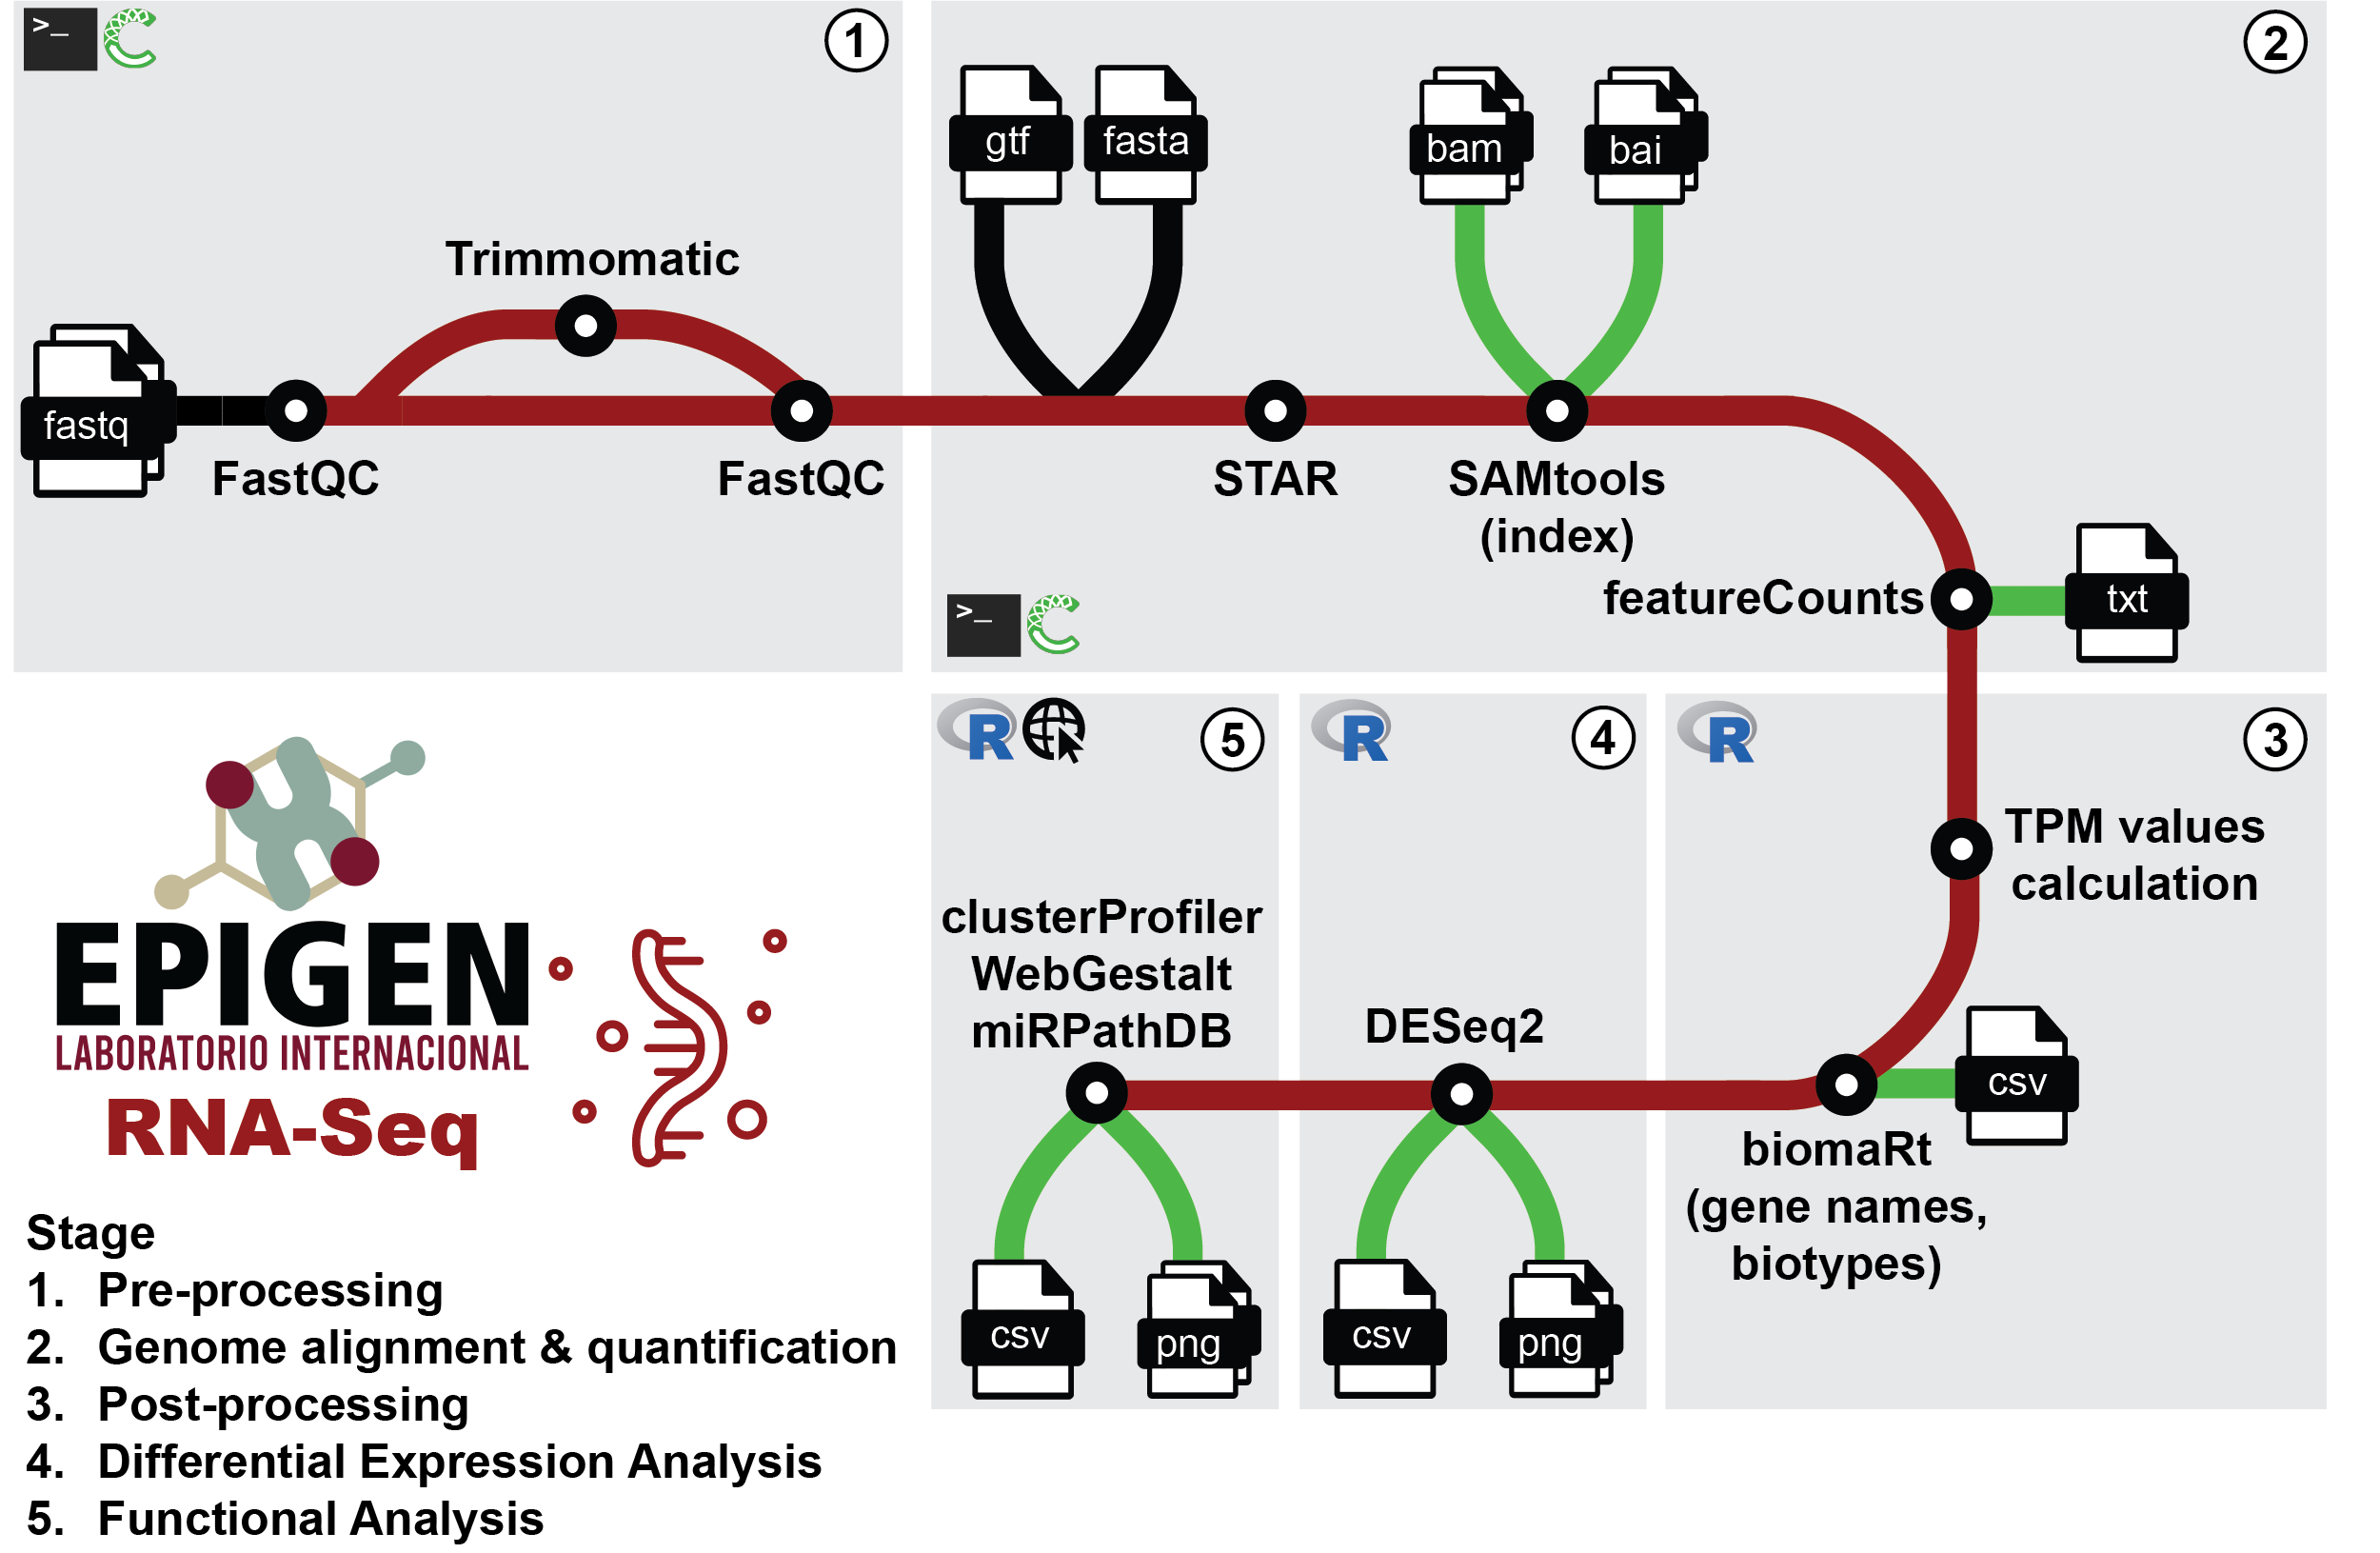 >_
1
Trimmomatic
fastq
FastQC
FastQC
2
gtf
fasta
bam
bai
STAR
SAMtools
(index)
featureCounts
txt
>_
R
3
TPM values
calculation
csv
biomaRt
(gene names,
biotypes)
R
4
DESeq2
csv
png
R
5
clusterProfiler
WebGestalt
miRPathDB
csv
png
EPIGEN
LABORATORIO INTERNACIONAL
RNA-Seq
Stage
1. Pre-processing
2. Genome alignment & quantification
3. Post-processing
4. Differential Expression Analysis
5. Functional Analysis